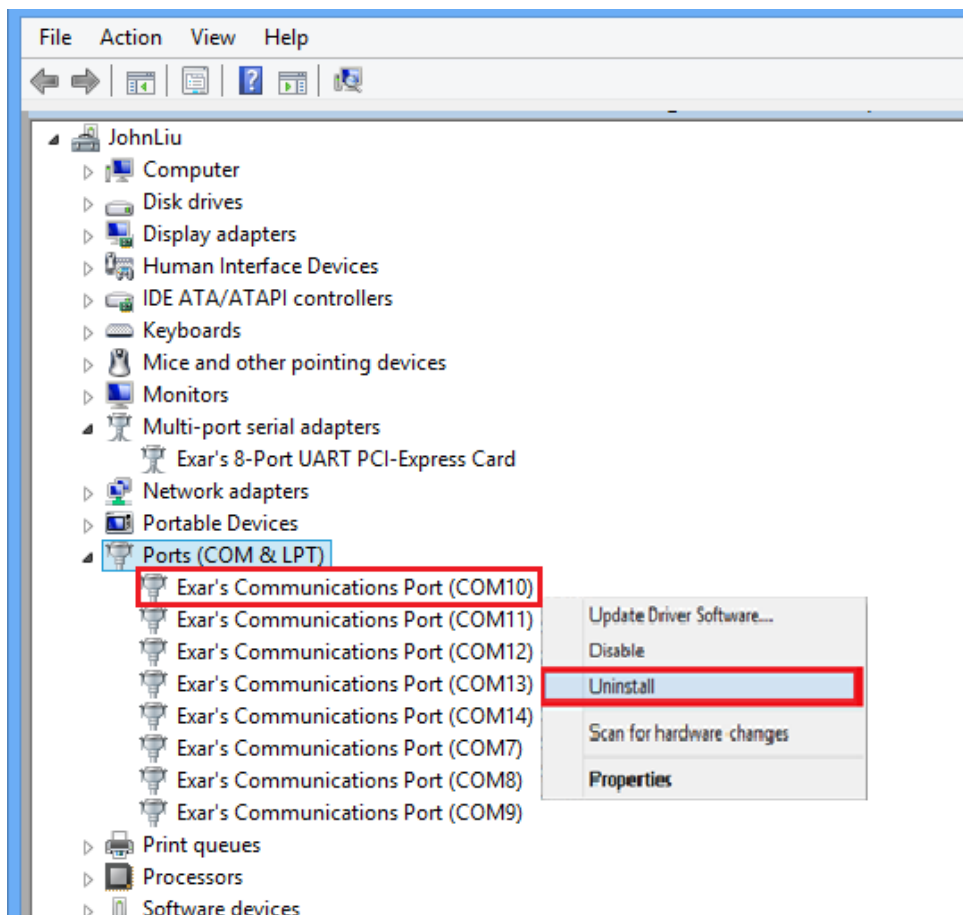 File Action View Help
JohnLiu
Computer
Disk drives
Display adapters
Human Interface Devices
IDE ATA/ATAPI controllers
Keyboards
Mice and other pointing devices
Monitors
Multi-port serial adapters
Exar's 8-Port UART PCI-Express Card
Network adapters
Portable Devices
Ports (COM & LPT)
Exar's Communications Port (COM10)
Exar's Communications Port (COM11)
Exar's Communications Port (COM12)
Exar's Communications Port (COM13)
Exar's Communications Port (COM14)
Exar's Communications Port (COM7)
Exar's Communications Port (COM8)
Exar's Communications Port (COM9)
Update Driver Software...
Disable
Uninstall
Scan for hardware changes
Properties
Print queues
Processors
Software devices